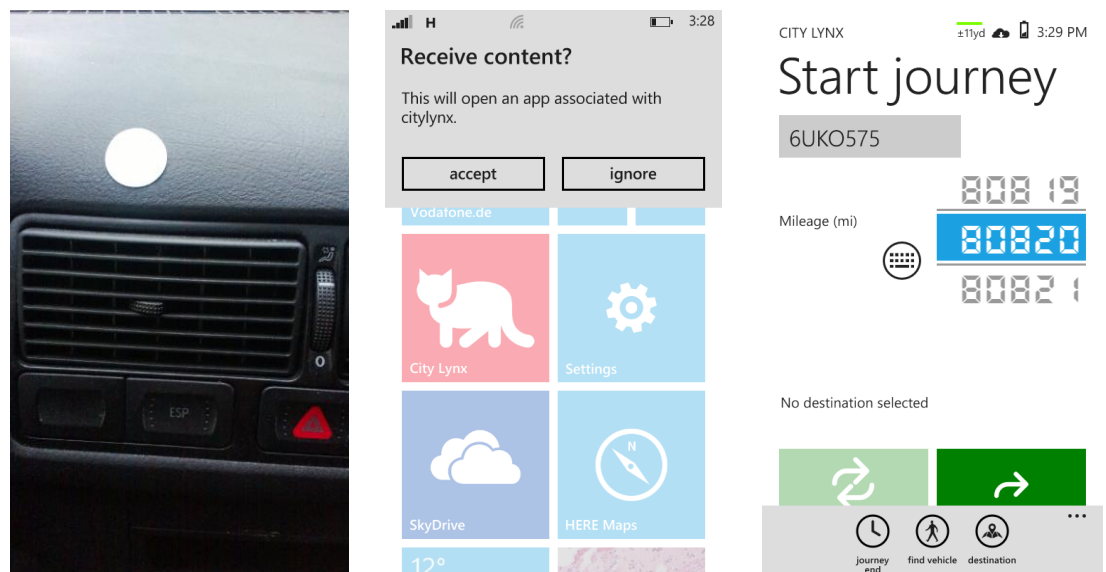 0
ESP
H
3:28
Receive content?
This will open an app associated with
citylynx.
accept
ignore
Vodafone.de
City Lynx
Settings
N
SkyDrive
HERE Maps
12°
CITY LYNX
±11yd
3:29 PM
Start journey
6UKO575
80819
Mileage (mi)
80820
80821
No destination selected
journey
end
find vehicle
destination